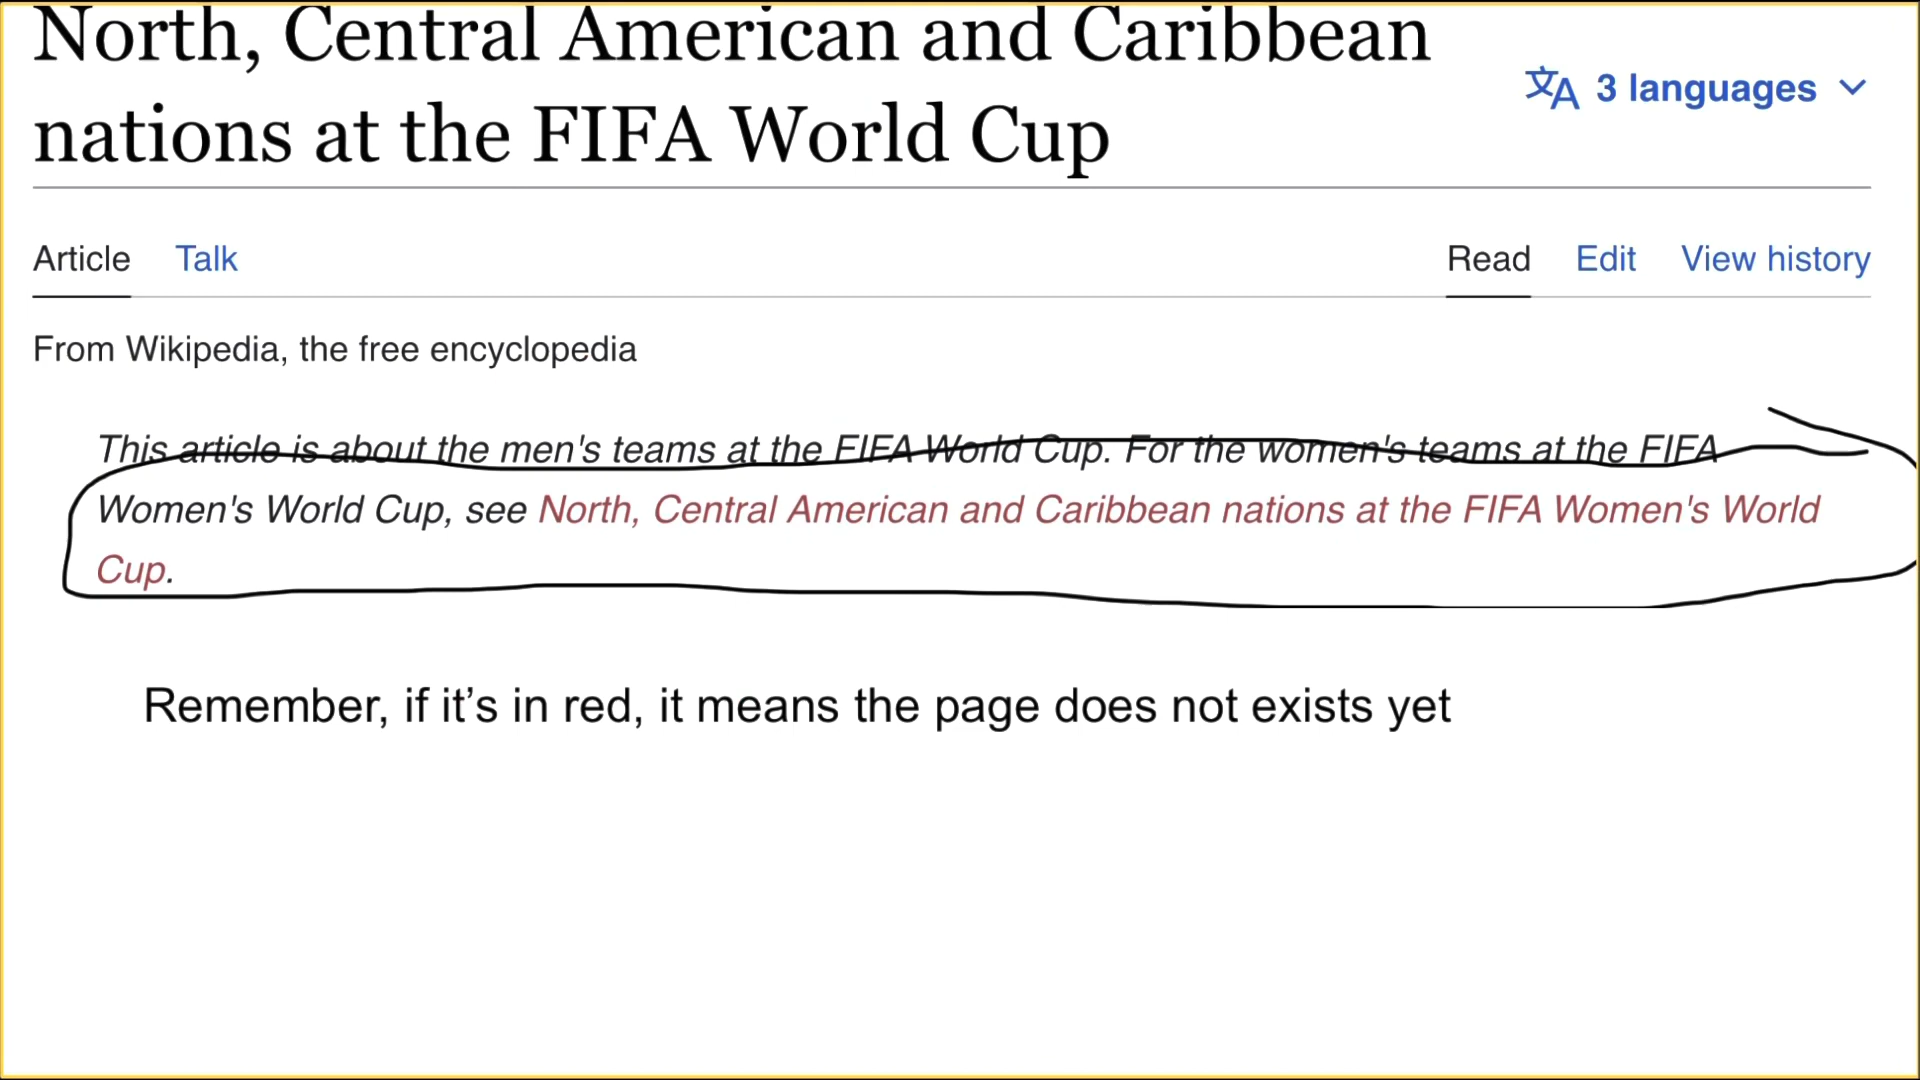 North, Central American and Caribbean
nations at the FIFA World Cup
3 languages
Article Talk Read Edit View history
From Wikipedia, the free encyclopedia
This article is about the men's teams at the FIFA World Cup. For the women's teams at the FIFA
Women's World Cup, see North, Central American and Caribbean nations at the FIFA Women's World
Cup.
Remember, if it’s in red, it means the page does not exists yet